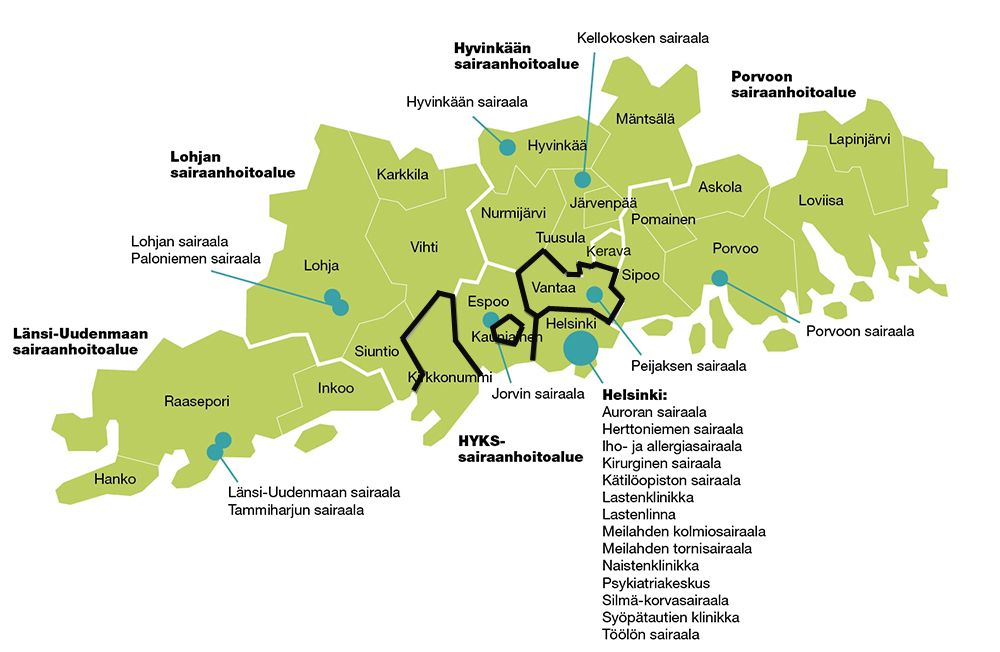 Kellokosken sairaala
Hyvinkään
sairaanhoitoalue
Porvoon
sairaanhoitoalue
Hyvinkään sairaala
Mäntsälä
Lapinjärvi
Hyvinkää
Lohjan
sairaanhoitoalue
Karkkila
Askola
Järvenpää
Loviisa
Nurmijärvi
Pornainen
Tuusula
Lohjan sairaala
Paloniemen sairaala
Vihti
Kerava
Porvoo
Lohja
Sipoo
Vantaa
Espoo
Länsi-Uudenmaan
sairaanhoitoalue
Helsinki
Porvoon sairaala
Kauniainen
Siuntio
Peijaksen sairaala
Kirkkonummi
Inkoo
Jorvin sairaala
Raasepori
Helsinki:
Auroran sairaala
Herttoniemen sairaala
Iho- ja allergiasairaala
Kirurginen sairaala
Kätilöopiston sairaala
Lastenklinikka
Lastenlinna
Meilahden kolmiosairaala
Meilahden tornisairaala
Naistenklinikka
Psykiatriakeskus
Silmä-korvasairaala
Syöpätautien klinikka
Töölön sairaala
HYKS-
sairaanhoitoalue
Hanko
Länsi-Uudenmaan sairaala
Tammiharjun sairaala